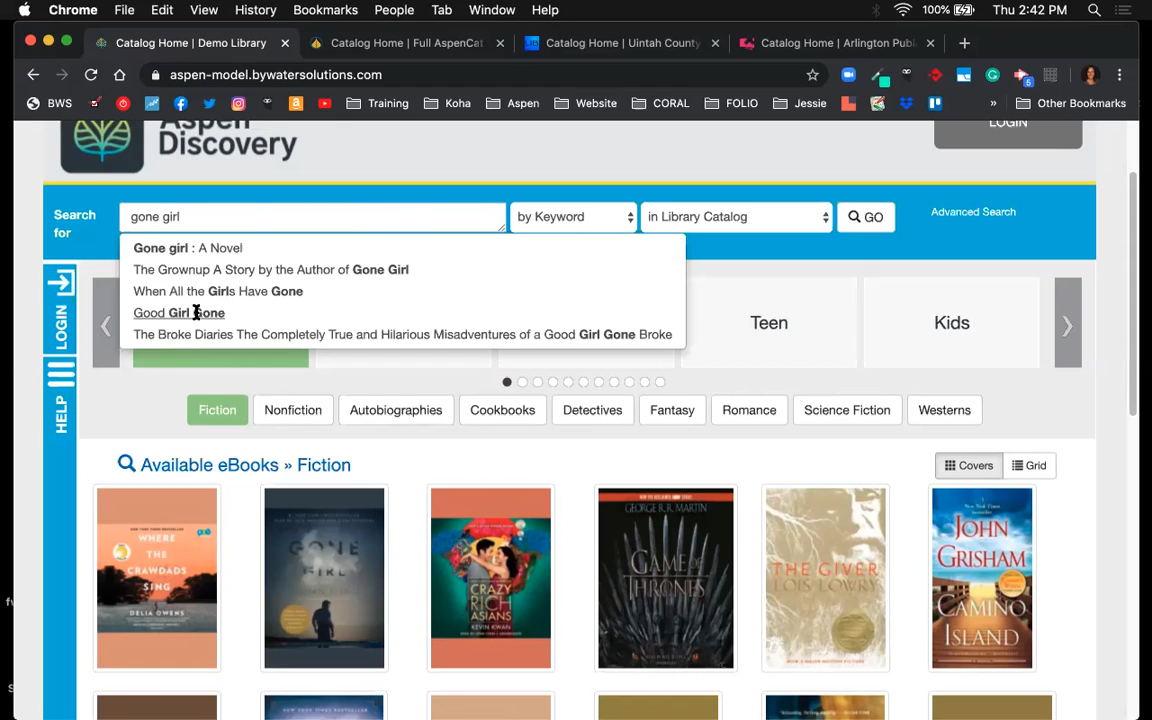 Chrome File Edit View History Bookmarks People Tab Window Help 100% Thu 2:42 PM
Catalog Home | Demo Library Catalog Home | Full AspenCat Catalog Home | Uintah County Catalog Home | Arlington Publ
aspen-model.bywatersolutions.com 5
BWS Training Koha Aspen Website CORAL FOLIO Jessie » Other Bookmarks
Aspen
Discovery
LOGIN
Search for
gone girl by Keyword in Library Catalog GO Advanced Search
Gone girl : A Novel
The Grownup A Story by the Author of Gone Girl
When All the Girls Have Gone
Good Girl Gone
The Broke Diaries The Completely True and Hilarious Misadventures of a Good Girl Gone Broke
LOGIN
HELP
Teen Kids
Fiction Nonfiction Autobiographies Cookbooks Detectives Fantasy Romance Science Fiction Westerns
Available eBooks » Fiction Covers Grid
WHERE THE CRAWDADS SING DELIA OWENS
GONE GIRL
CRAZY RICH ASIANS KEVIN KWAN
GEORGE R.R. MARTIN GAME OF THRONES
THE GIVER LOIS LOWRY
JOHN GRISHAM CAMINO ISLAND